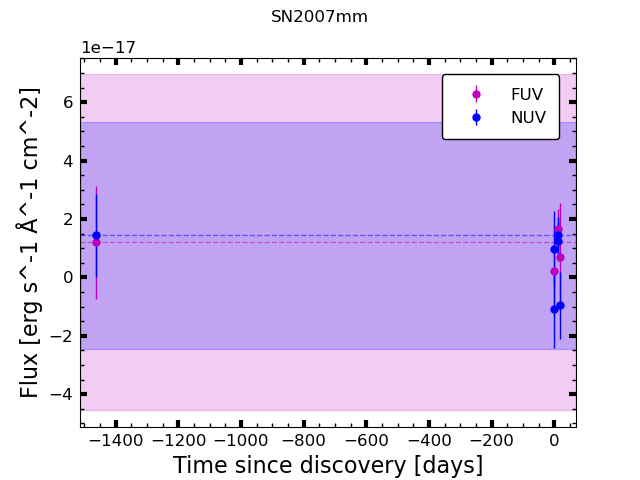 SN2007mm
1e−17
FUV
NUV
6
4
2
0
−2
−4
Flux [erg s^-1 Å^-1 cm^-2]
−1400 −1200 −1000 −800 −600 −400 −200 0
Time since discovery [days]